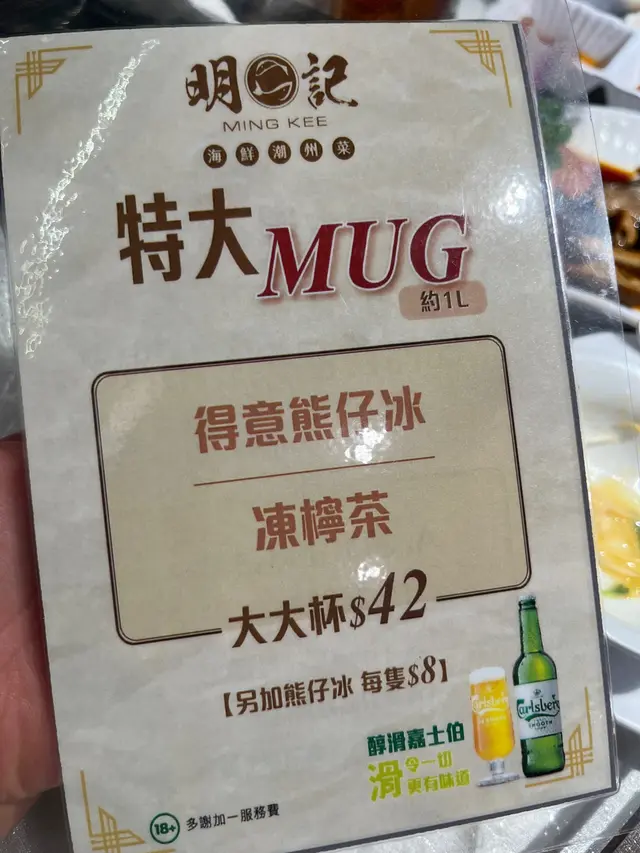 明記
MING KEE
海鮮潮州菜
特大MUG
約1L
得意熊仔冰
凍檸茶
大大杯$42
【另加熊仔冰 每隻$8】
醇滑嘉士伯
滑令一切
更有味道
Carlsberg
Carlsberg
SMOOTH
18+ 多謝加一服務費